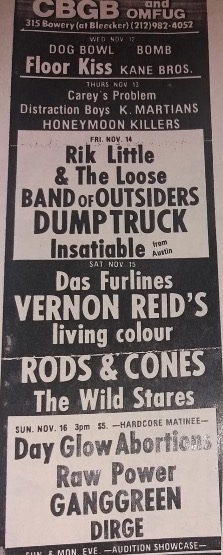 CBGB and
OMFUG
315 Bowery (at Bleecker) (212) 982-4052
WED. NOV. 12
DOG BOWL BOMB
Floor Kiss KANE BROS.
THURS NOV. 13
Carey's Problem
Distraction Boys K. MARTIANS
HONEYMOON KILLERS
FRI. NOV. 14
Rik Little
& The Loose
BAND OF OUTSIDERS
DUMPTRUCK
Insatiable from Austin
SAT. NOV. 15
Das Furlines
VERNON REID'S
living colour
RODS & CONES
The Wild Stares
SUN. NOV. 16 3pm $5. —HARDCORE MATINEE—
Day Glow Abortions
Raw Power
GANGGREEN
DIRGE
SUN. & MON. EVE. —AUDITION SHOWCASE—